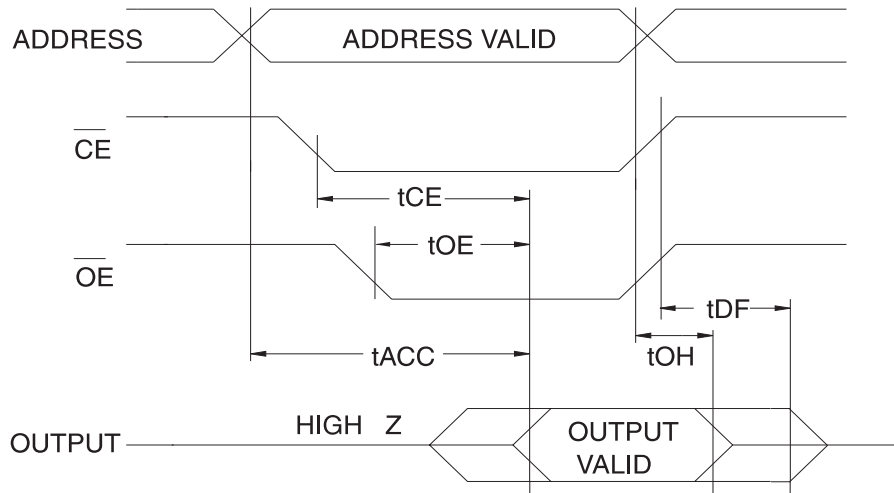 ADDRESS
ADDRESS VALID
CE
tCE
tOE
OE
tDF
tACC
tOH
HIGH Z
OUTPUT
OUTPUT
VALID